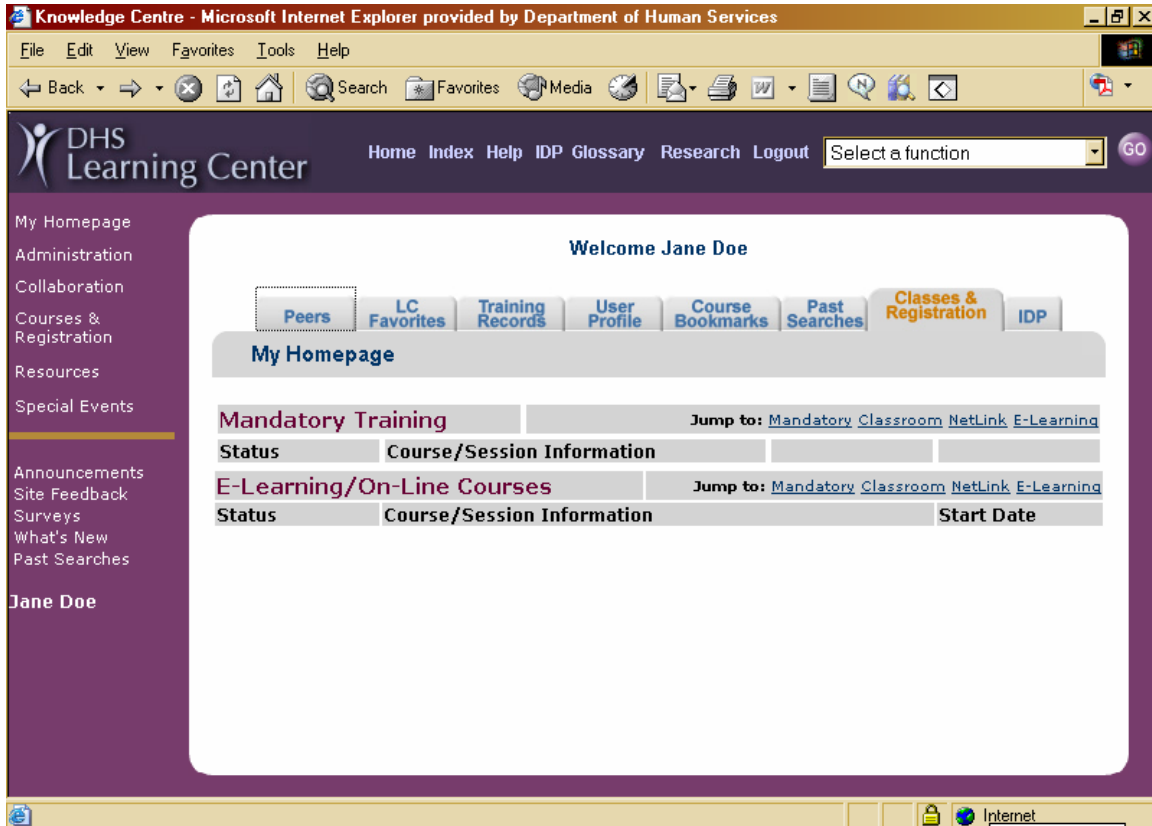 Knowledge Centre - Microsoft Internet Explorer provided by Department of Human Services
File Edit View Favorites Tools Help
Back Search Favorites Media
DHS
Learning Center
Home Index Help IDP Glossary Research Logout Select a function GO
My Homepage
Administration
Collaboration
Courses &
Registration
Resources
Special Events
Announcements
Site Feedback
Surveys
What's New
Past Searches
Jane Doe
Welcome Jane Doe
Peers
LC
Favorites
Training
Records
User
Profile
Course
Bookmarks
Past
Searches
Classes &
Registration
IDP
My Homepage
Mandatory Training Jump to: Mandatory Classroom NetLink E-Learning
Status Course/Session Information
E-Learning/On-Line Courses Jump to: Mandatory Classroom NetLink E-Learning
Status Course/Session Information Start Date
Internet